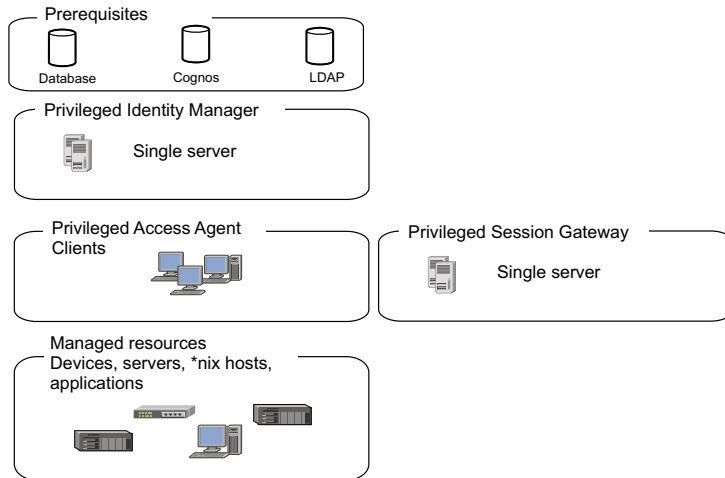 Prerequisites
Database
Cognos
LDAP
Privileged Identity Manager
Single server
Privileged Access Agent
Clients
Privileged Session Gateway
Single server
Managed resources
Devices, servers, *nix hosts,
applications